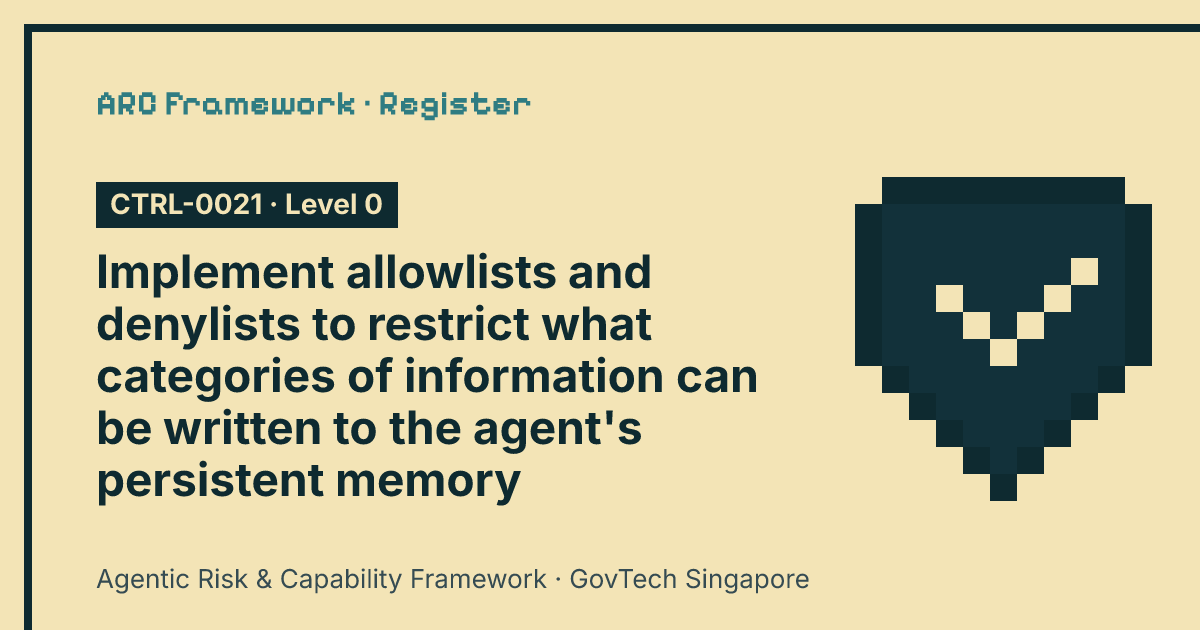 ARC Framework · Register
CTRL-0021 · Level 0
Implement allowlists and
denylists to restrict what
categories of information can
be written to the agent's
persistent memory
Agentic Risk & Capability Framework · GovTech Singapore